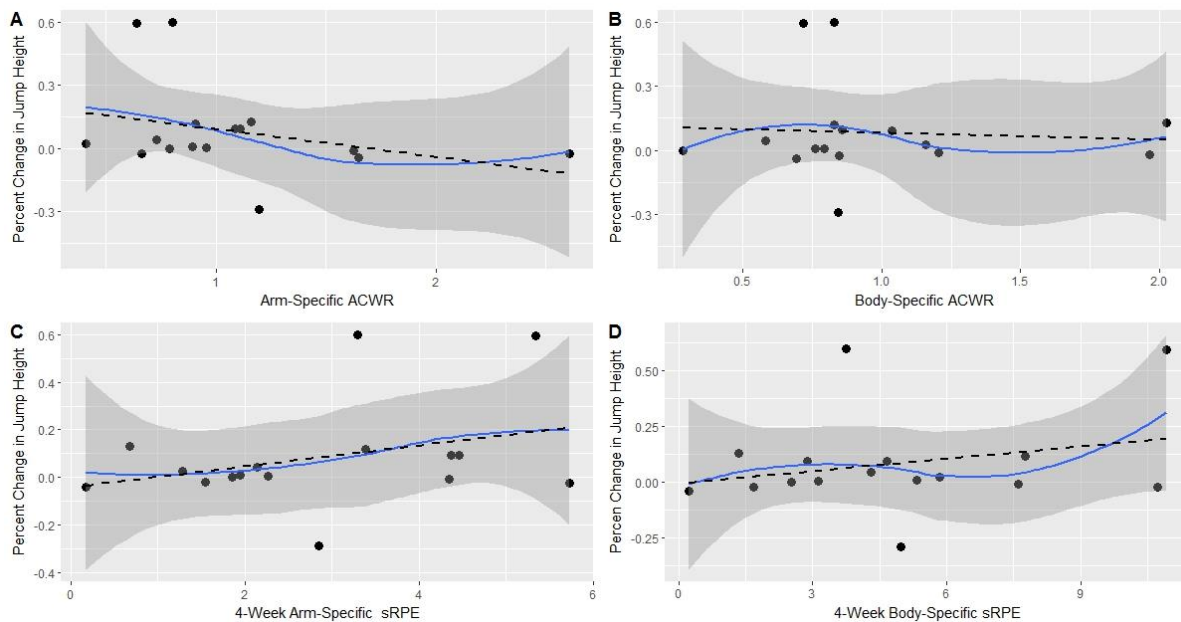 A
B
Percent Change in Jump Height
0.6
0.3
0.0
-0.3
1
2
Arm-Specific ACWR
Percent Change in Jump Height
0.6
0.3
0.0
-0.3
0.5
1.0
1.5
2.0
Body-Specific ACWR
C
D
Percent Change in Jump Height
0.6
0.4
0.2
0.0
-0.2
-0.4
0
2
4
6
4-Week Arm-Specific sRPE
Percen Change in Jump Height
0.50
0.25
0.00
-0.25
0
3
6
9
4-Week Body-Specific sRPE